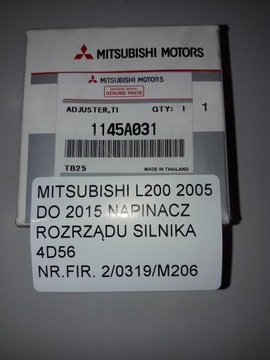 MITSUBISHI MOTORS
MITSUBISHI MOTORS
GENUINE PARTS
ADJUSTER,TI QTY: 1
1
1145A031
TB25 MADE IN THAILAND
MITSUBISHI L200 2005
DO 2015 NAPINACZ
ROZRZĄDU SILNIKA
4D56
NR.FIR. 2/0319/M206